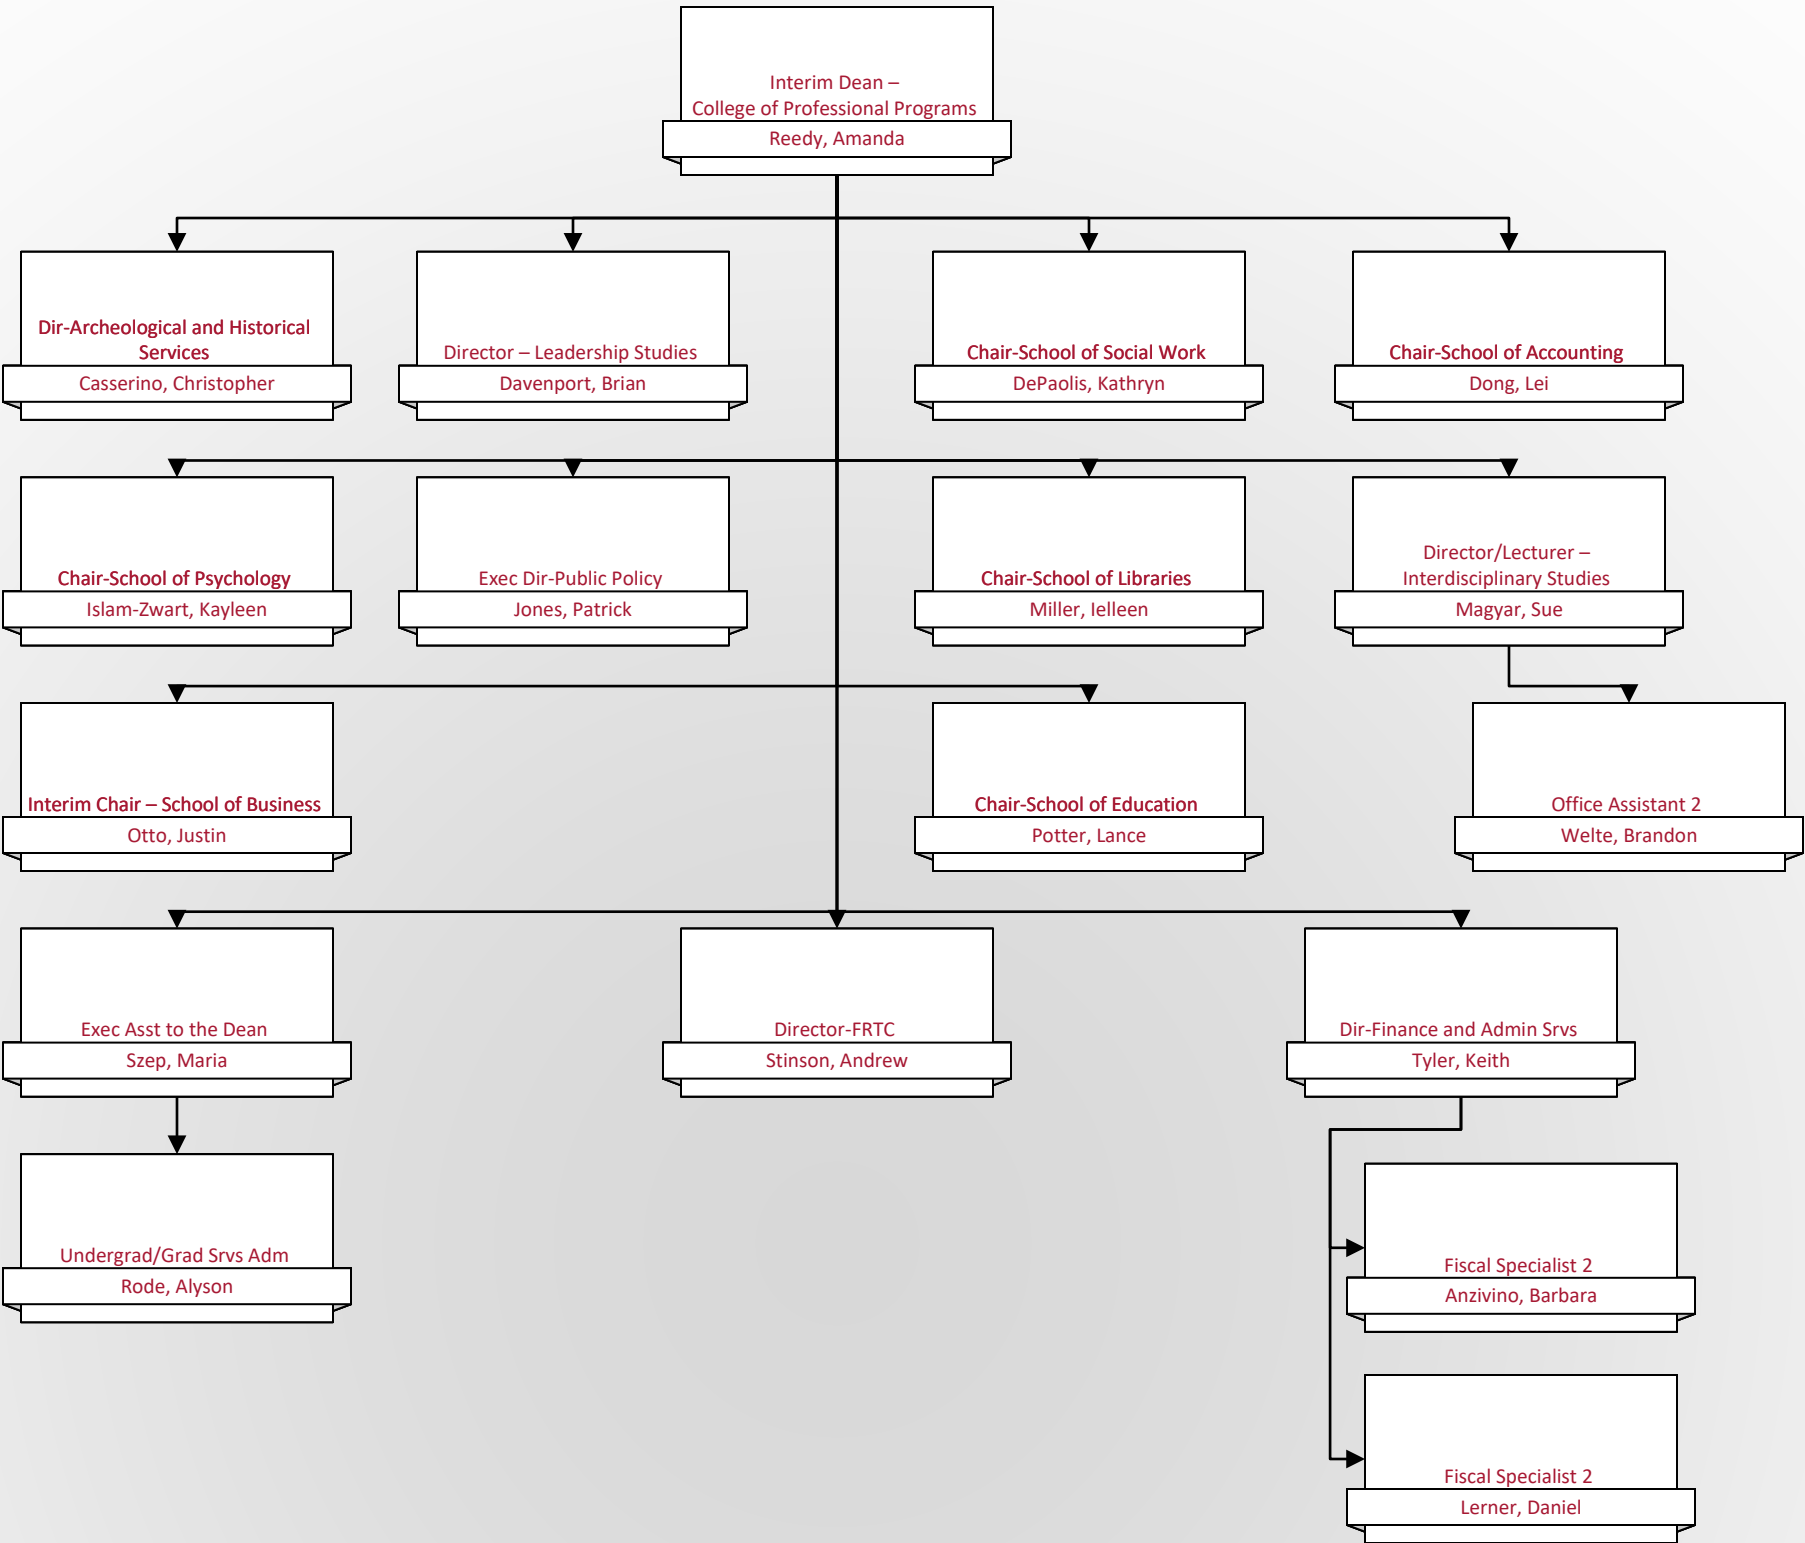 Interim Dean –
College of Professional Programs
Reedy, Amanda
Dir-Archeological and Historical
Services
Casserino, Christopher
Director – Leadership Studies
Davenport, Brian
Chair-School of Social Work
DePaolis, Kathryn
Chair-School of Accounting
Dong, Lei
Chair-School of Psychology
Islam-Zwart, Kayleen
Exec Dir-Public Policy
Jones, Patrick
Chair-School of Libraries
Miller, Ielleen
Director/Lecturer –
Interdisciplinary Studies
Magyar, Sue
Interim Chair – School of Business
Otto, Justin
Chair-School of Education
Potter, Lance
Office Assistant 2
Welte, Brandon
Exec Asst to the Dean
Szep, Maria
Director-FRTC
Stinson, Andrew
Dir-Finance and Admin Srvs
Tyler, Keith
Undergrad/Grad Srvs Adm
Rode, Alyson
Fiscal Specialist 2
Anzivino, Barbara
Fiscal Specialist 2
Lerner, Daniel